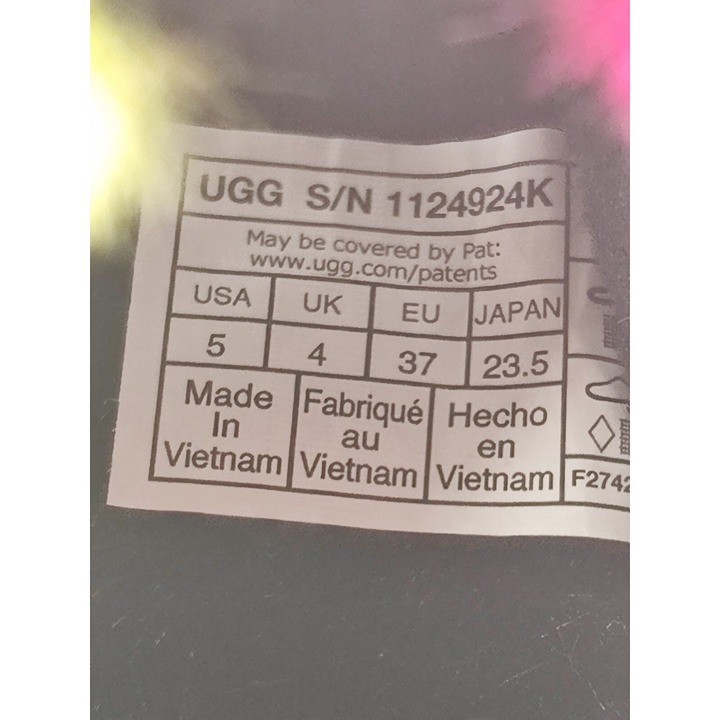 UGG S/N 1124924K
May be covered by Pat:
www.ugg.com/patents
USA UK EU JAPAN
5 4 37 23.5
Made
In
Vietnam
Fabriqué
au
Vietnam
Hecho
en
Vietnam
F2742